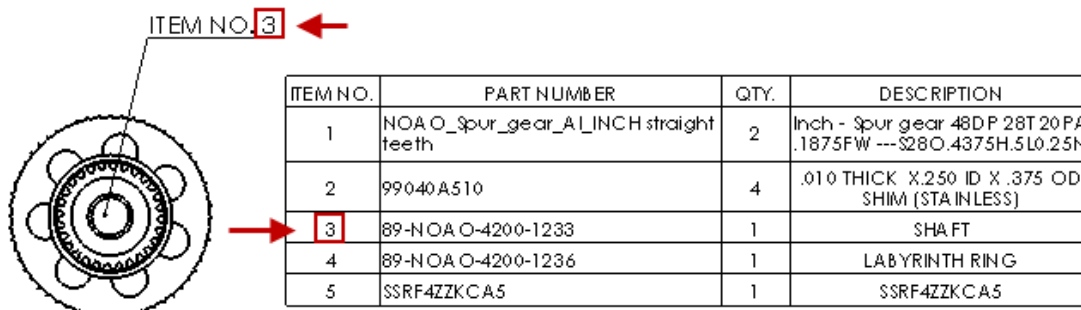 ITEM NO. 3
ITEM NO. PART NUMBER QTY. DESCRIPTION
1 NOAO_Spur_gear_AI_INCH straight teeth 2 Inch - Spur gear 48DP 28T 20PA .1875FW ---S28O.4375H.5L0.25N
2 99040A510 4 .010 THICK X.250 ID X .375 OD SHIM (STAINLESS)
3 89-NOAO-4200-1233 1 SHAFT
4 89-NOAO-4200-1236 1 LABYRINTH RING
5 SSRF4ZZKCA5 1 SSRF4ZZKCA5